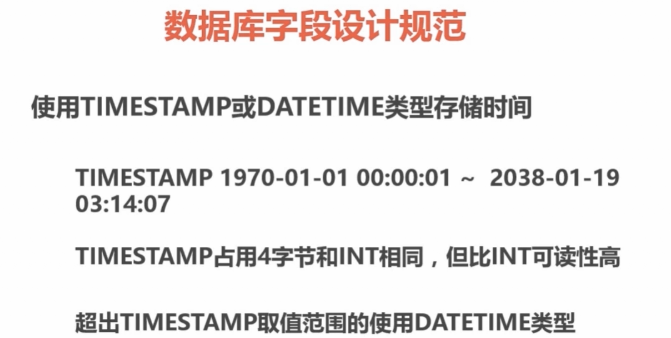 数据库字段设计规范
使用TIMESTAMP或DATETIME类型存储时间
TIMESTAMP 1970-01-01 00:00:01 ~ 2038-01-19
03:14:07
TIMESTAMP占用4字节和INT相同，但比INT可读性高
超出TIMESTAMP取值范围的使用DATETIME类型